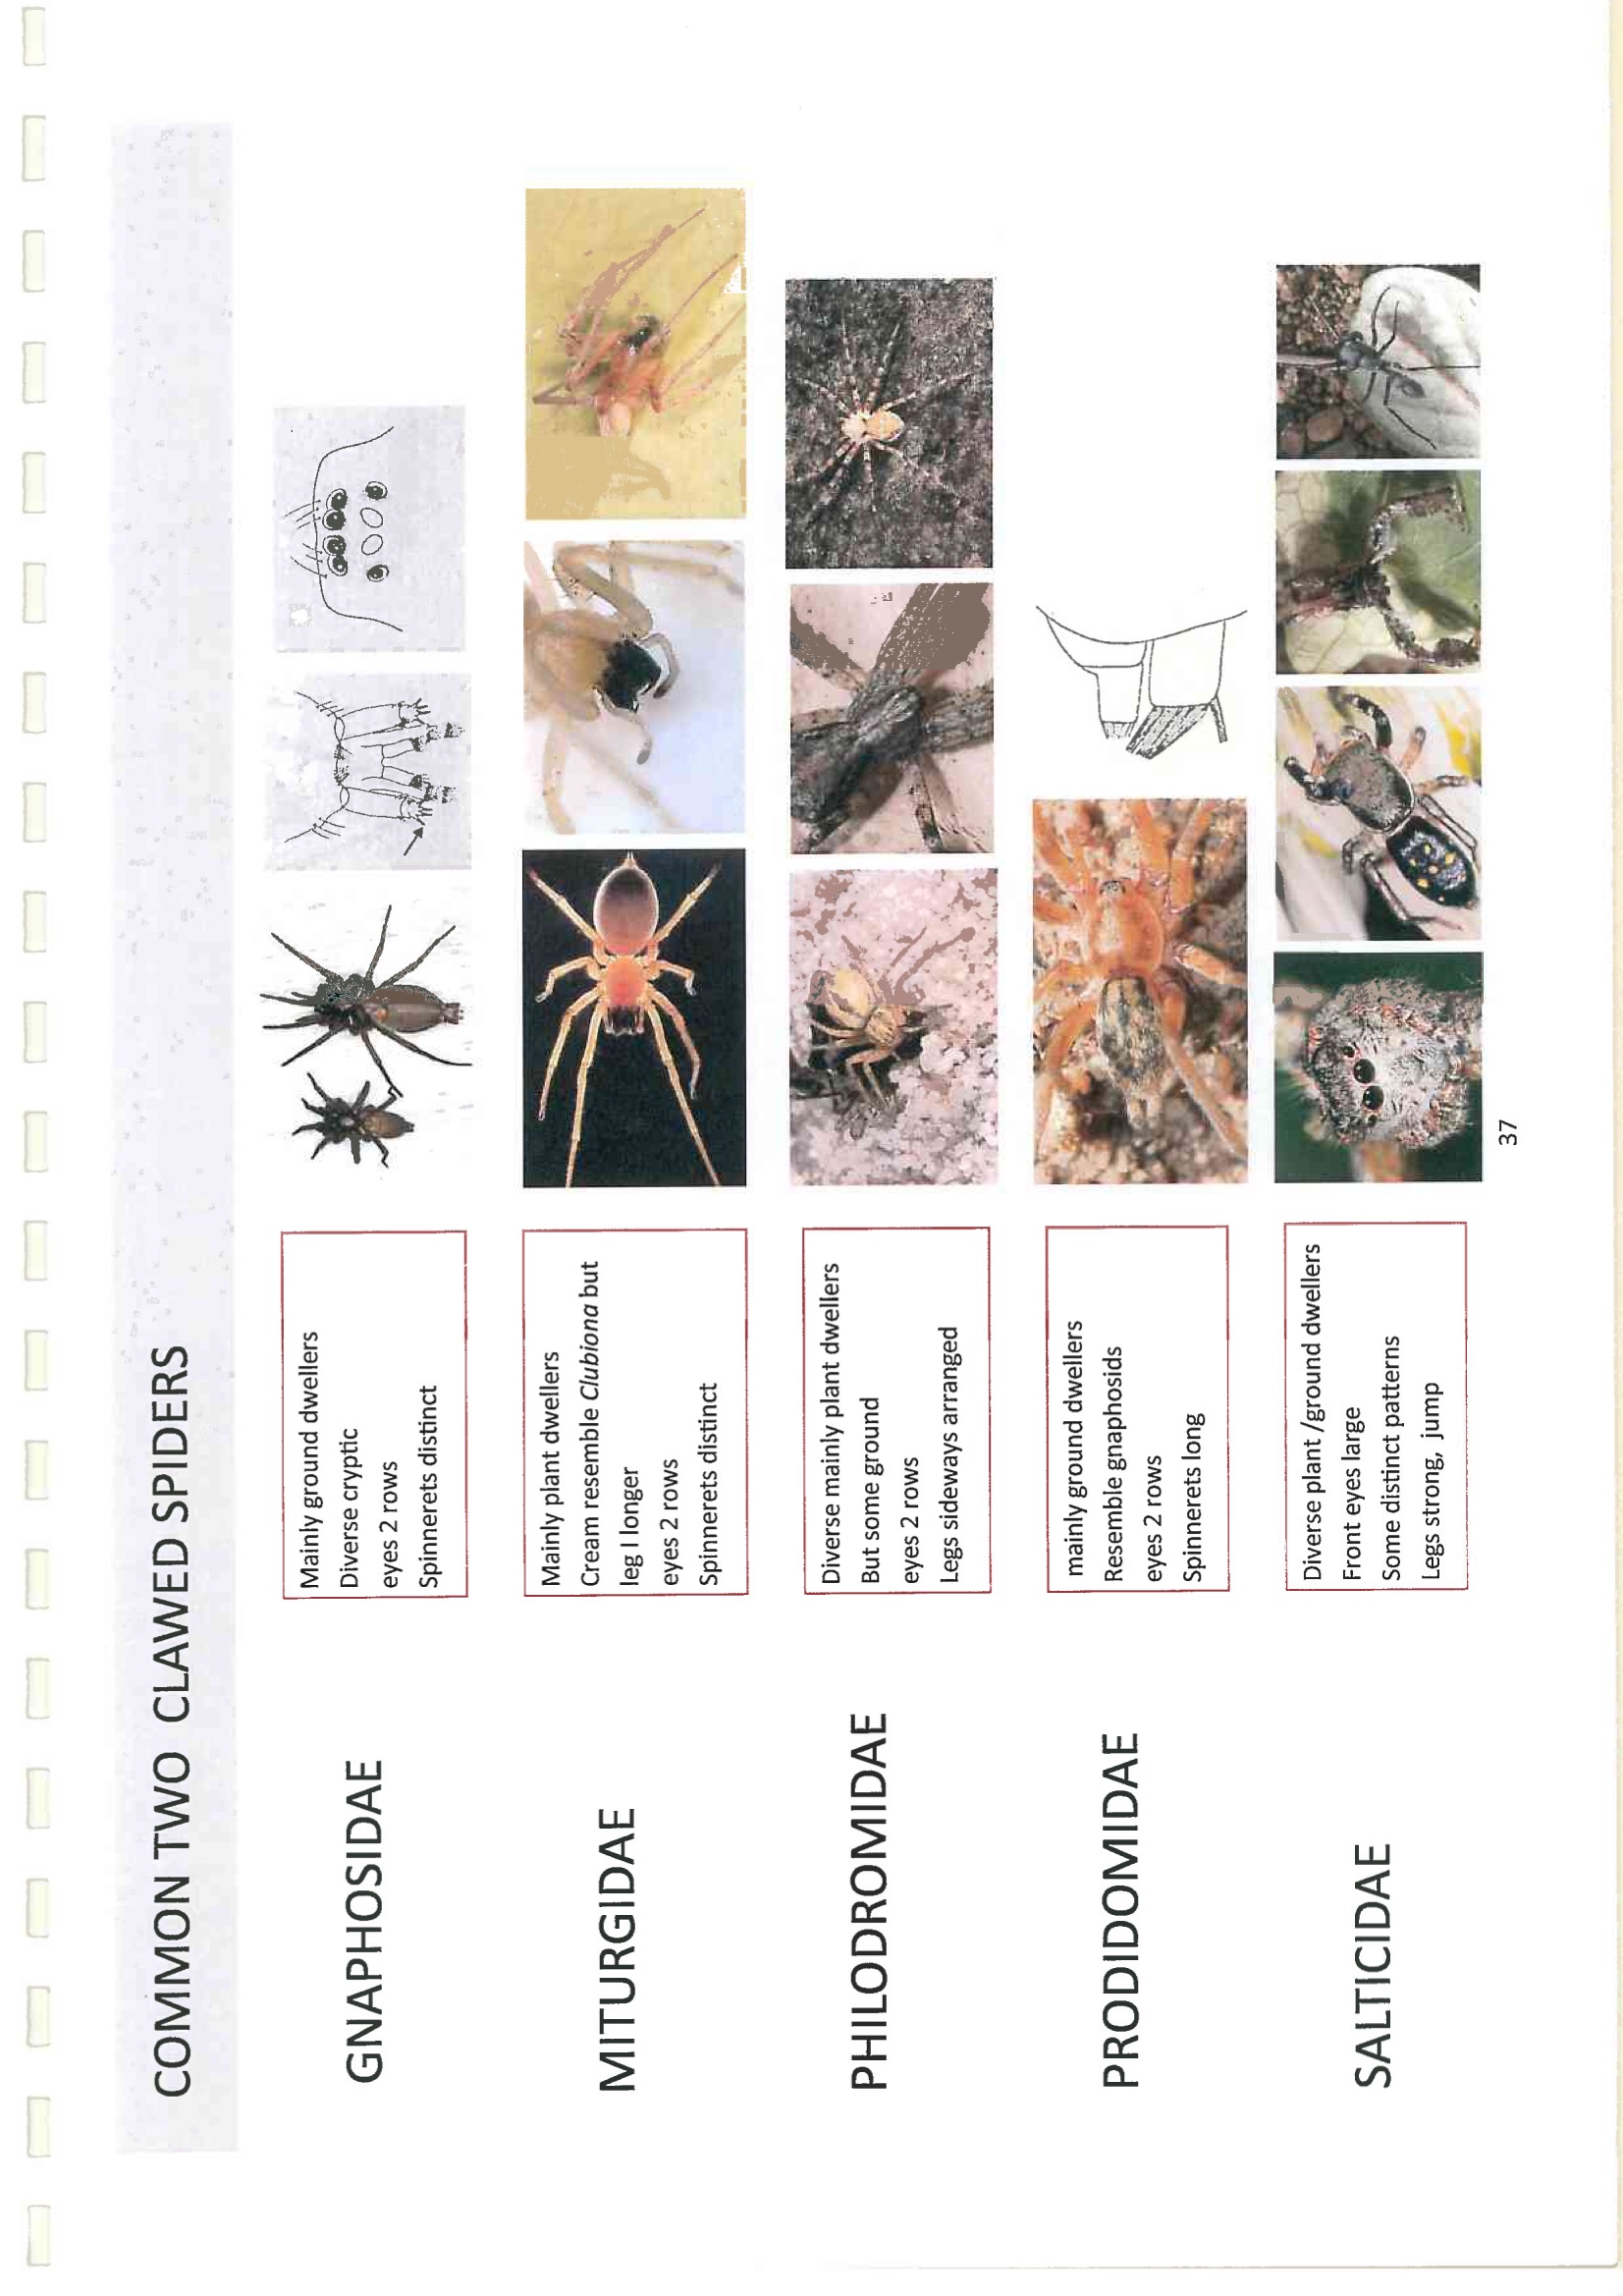 COMMON TWO CLAWED SPIDERS
GNAPHOSIDAE
Mainly ground dwellers
Diverse cryptic
eyes 2 rows
Spinnerets distinct
MITURGIDAE
Mainly plant dwellers
Cream resemble Clubiona but
leg I longer
eyes 2 rows
Spinnerets distinct
PHILODROMIDAE
Diverse mainly plant dwellers
But some ground
eyes 2 rows
Legs sideways arranged
PRODIDOMIDAE
mainly ground dwellers
Resemble gnaphosids
eyes 2 rows
Spinnerets long
SALTICIDAE
Diverse plant /ground dwellers
Front eyes large
Some distinct patterns
Legs strong, jump
37